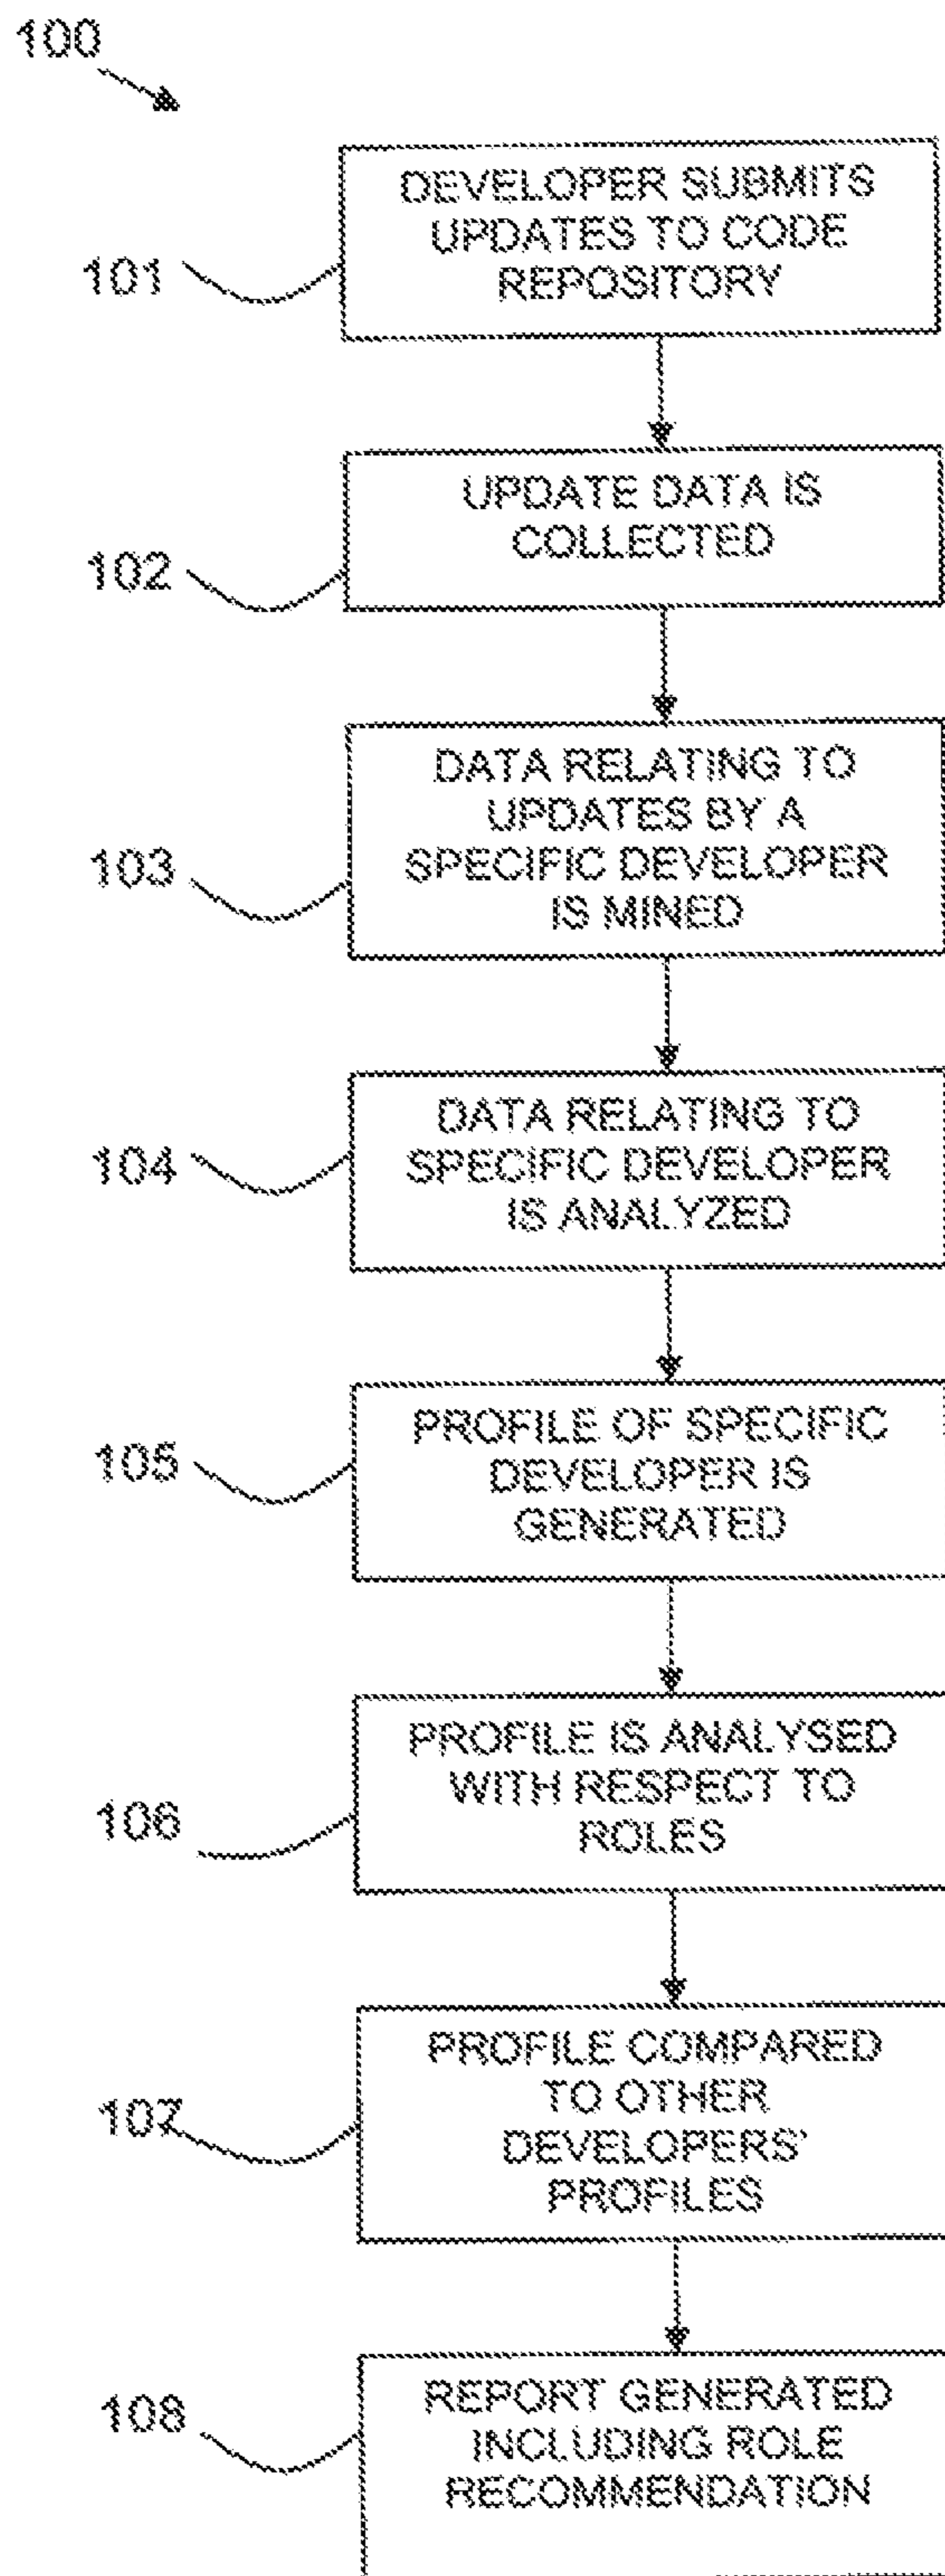 100
DEVELOPER SUBMITS
UPDATES TO CODE
REPOSITORY
101
UPDATE DATA IS
COLLECTED
102
DATA RELATING TO
UPDATES BY A
SPECIFIC DEVELOPER
IS MINED
103
DATA RELATING TO
SPECIFIC DEVELOPER
IS ANALYZED
104
PROFILE OF SPECIFIC
DEVELOPER IS
GENERATED
105
PROFILE IS ANALYSED
WITH RESPECT TO
ROLES
106
PROFILE COMPARED
TO OTHER
DEVELOPERS'
PROFILES
107
REPORT GENERATED
INCLUDING ROLE
RECOMMENDATION
108